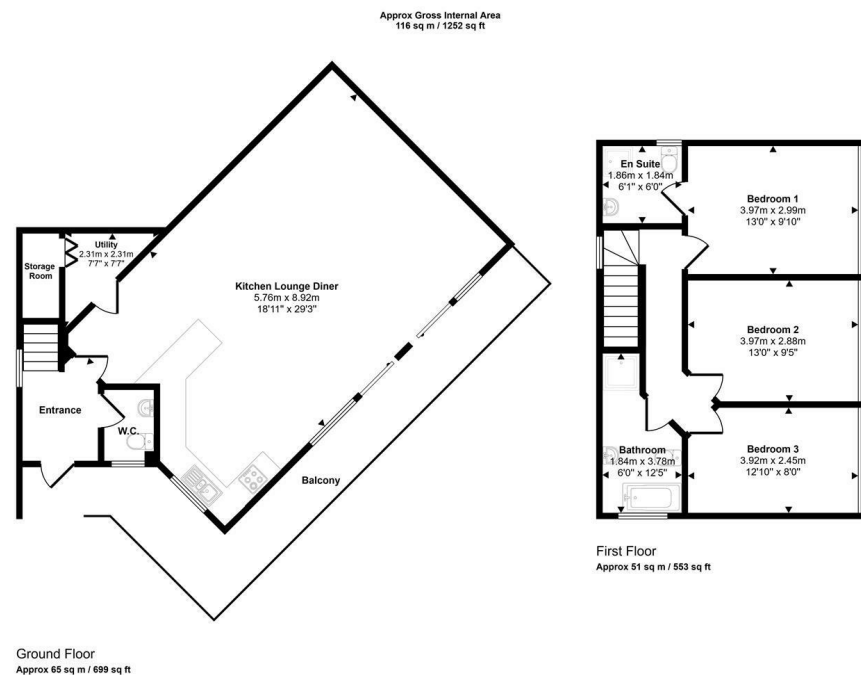 Approx Gross Internal Area
116 sq m / 1252 sq ft
Utility
2.31m x 2.31m
7'7" x 7'7"
Storage
Room
Kitchen Lounge Diner
5.76m x 8.92m
18'11" x 29'3"
Entrance
W.C.
Balcony
Ground Floor
Approx 65 sq m / 699 sq ft
En Suite
1.86m x 1.84m
6'1" x 6'0"
Bedroom 1
3.97m x 2.99m
13'0" x 9'10"
Bedroom 2
3.97m x 2.88m
13'0" x 9'5"
Bathroom
1.84m x 3.78m
6'0" x 12'5"
Bedroom 3
3.92m x 2.45m
12'10" x 8'0"
First Floor
Approx 51 sq m / 553 sq ft